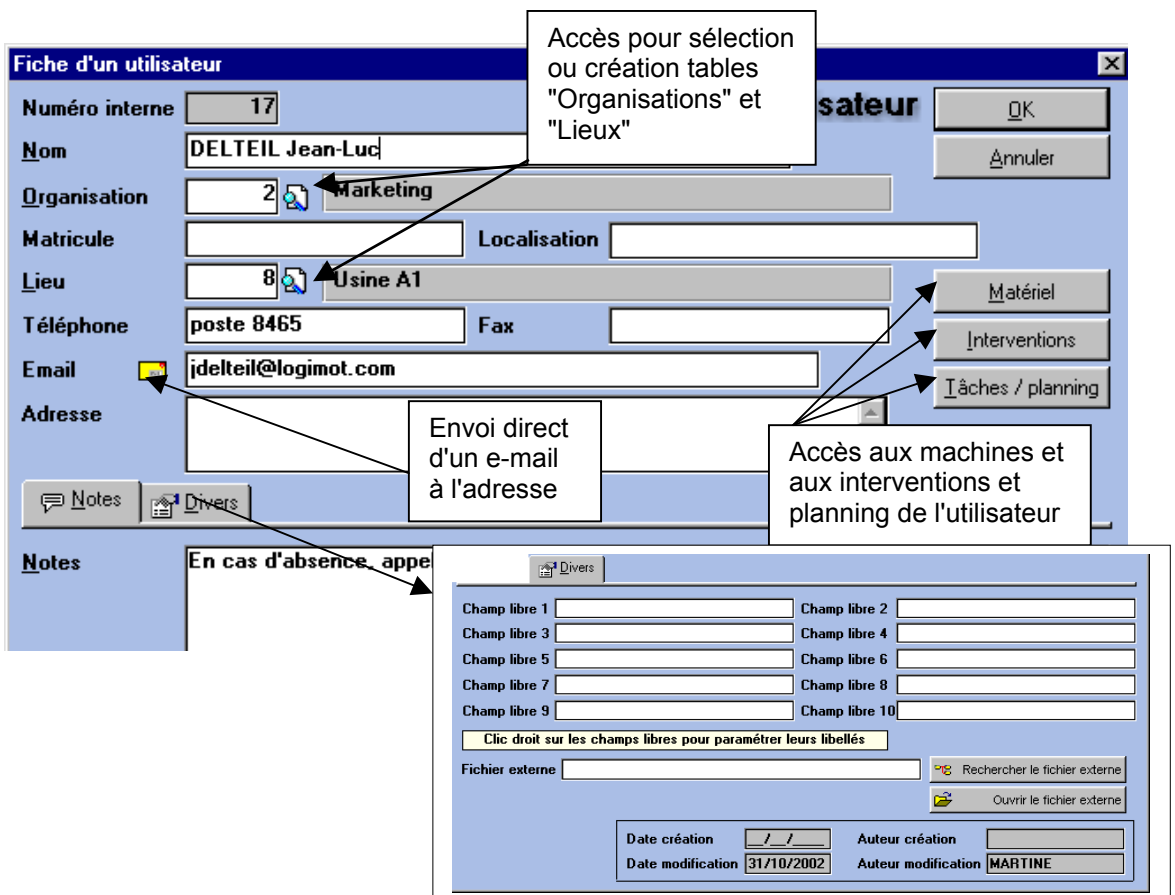 Accès pour sélection
ou création tables
"Organisations" et
"Lieux"
Fiche d'un utilisateur
Numéro interne 17 sateur OK
Nom DELTEIL Jean-Luc Annuler
Organisation 2 Marketing
Matricule Localisation
Lieu 8 Usine A1 Matériel
Téléphone poste 8465 Fax Interventions
Email jdelteil@logimot.com Tâches / planning
Adresse
Envoi direct
d'un e-mail
à l'adresse
Accès aux machines et
aux interventions et
planning de l'utilisateur
Notes Divers
Notes En cas d'absence, appe
Divers
Champ libre 1 Champ libre 2
Champ libre 3 Champ libre 4
Champ libre 5 Champ libre 6
Champ libre 7 Champ libre 8
Champ libre 9 Champ libre 10
Clic droit sur les champs libres pour paramétrer leurs libellés
Fichier externe Rechercher le fichier externe
Ouvrir le fichier externe
Date création __/__/____ Auteur création
Date modification 31/10/2002 Auteur modification MARTINE